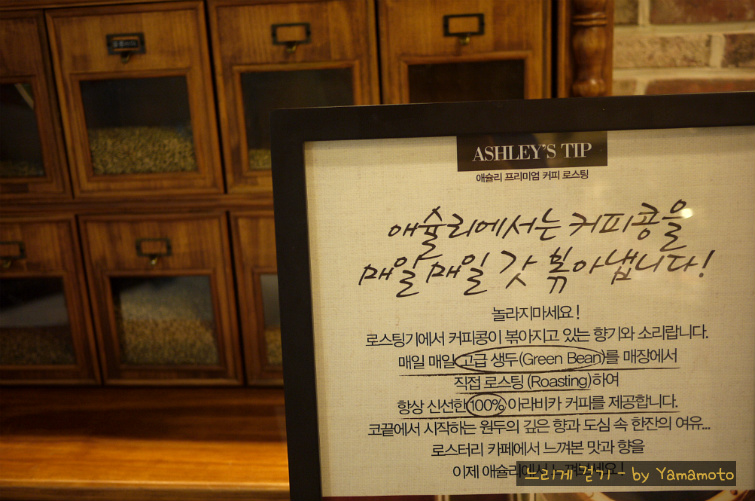 ASHLEY'S TIP
애슐리 프리미엄 커피 로스팅
애슐리에서는 커피콩을
매일 매일 갓 볶아냅니다!
놀라지마세요!
로스팅기에서 커피콩이 볶아지고 있는 향기와 소리랍니다.
매일 매일 고급 생두(Green Bean)를 매장에서
직접 로스팅 (Roasting)하여
항상 신선한 100% 아라비카 커피를 제공합니다.
코끝에서 시작하는 원두의 깊은 향과 도심 속 한잔의 여유...
로스터리 카페에서 느껴본 맛과 향을
이제 애슐리에서
느리게 걷기 - by Yamamoto